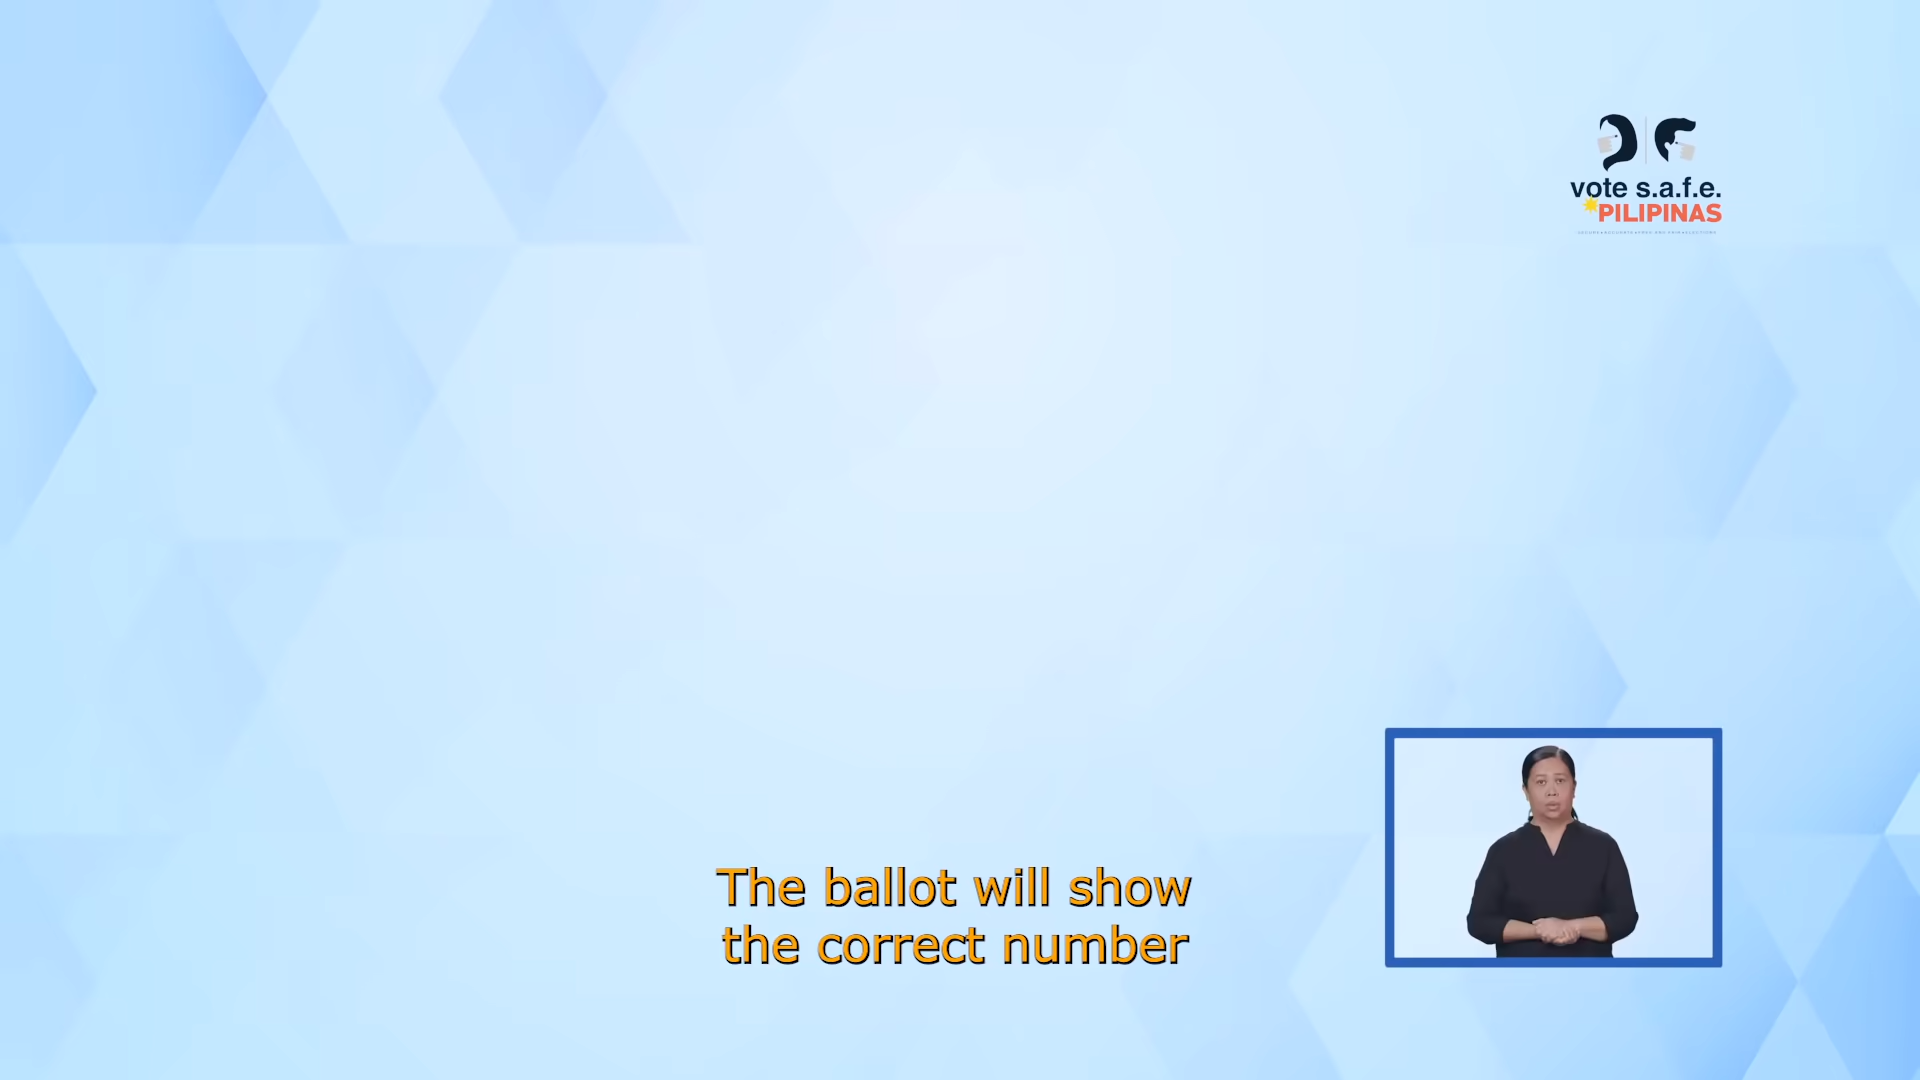 vote s.a.f.e.
PILIPINAS
The ballot will show
the correct number